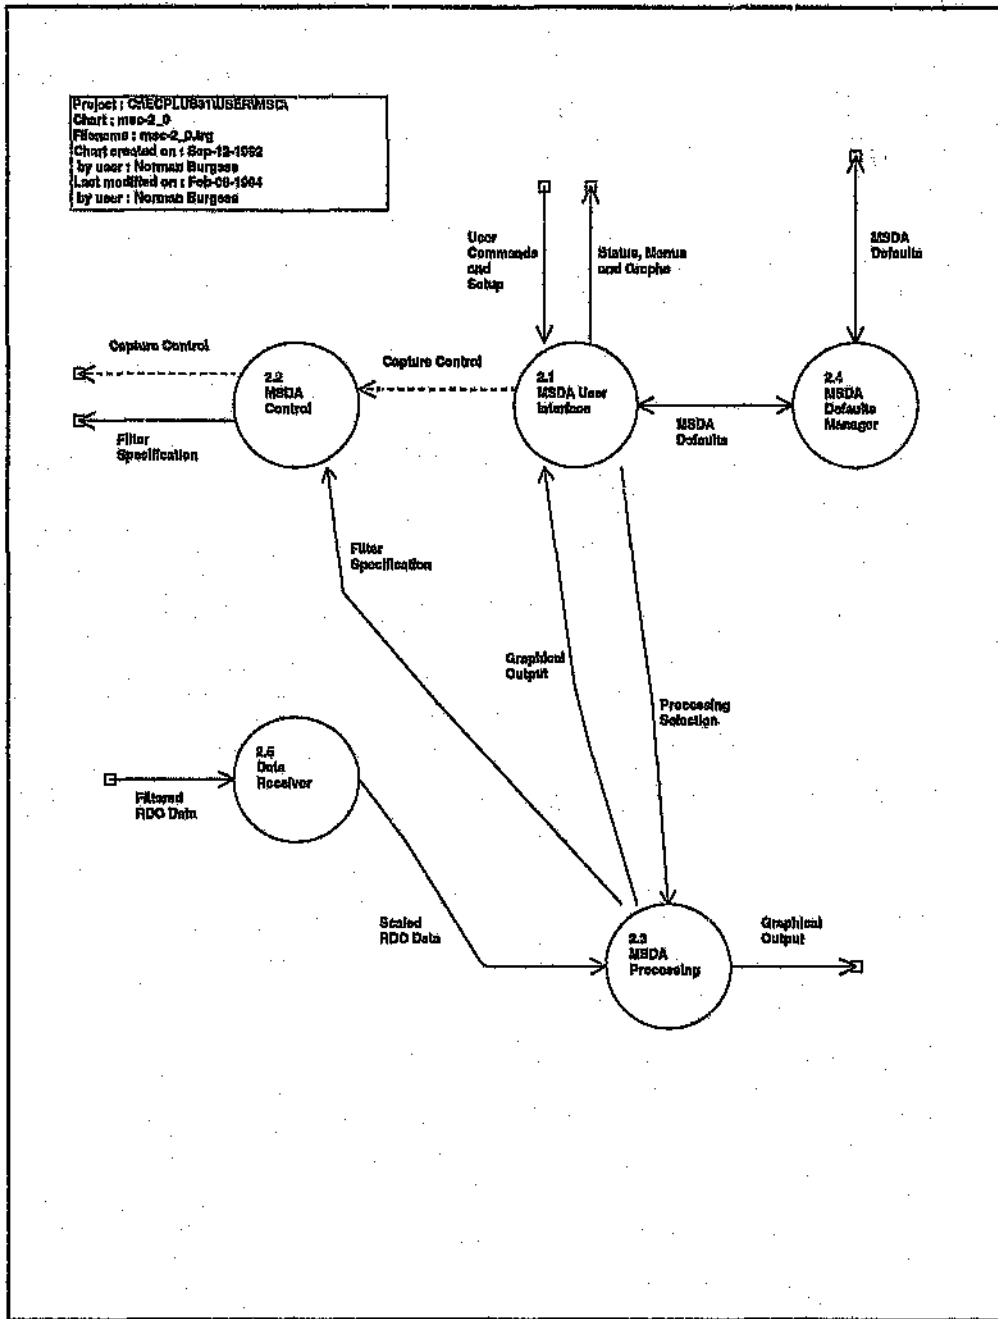 Project : C:\ECPLUS31\USER\MSC\
Chart : msc-2_0
Filename : msc-2_0.trg
Chart created on : Sep-12-1992
by user : Norman Burgess
Last modified on : Feb-08-1994
by user : Norman Burgess
User
Commands
and
Setup
Status, Menus
and Graphs
MSDA
Defaults
Capture Control
Capture Control
2.2
MSDA
Control
2.1
MSDA User
Interface
2.4
MSDA
Defaults
Manager
MSDA
Defaults
Filter
Specification
Filter
Specification
Graphical
Output
Processing
Selection
2.5
Data
Receiver
Filtered
RDO Data
Scaled
RDO Data
2.3
MSDA
Processing
Graphical
Output